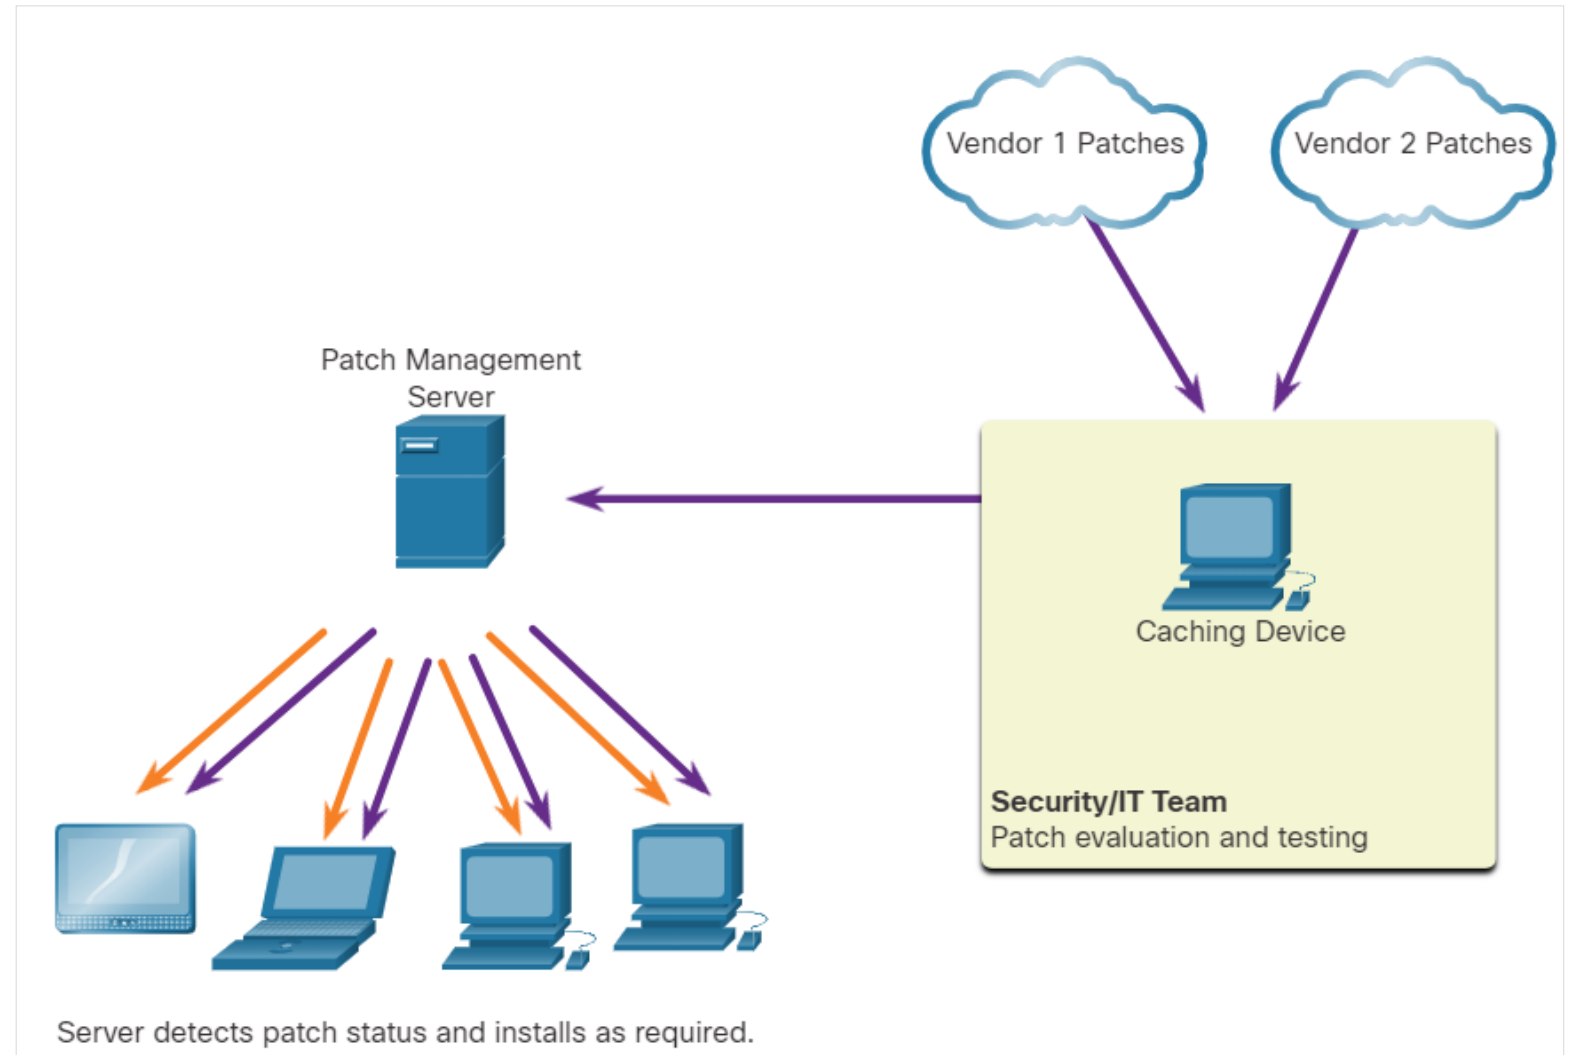 Vendor 1 Patches
Vendor 2 Patches
Patch Management
Server
Caching Device
Security/IT Team
Patch evaluation and testing
Server detects patch status and installs as required.